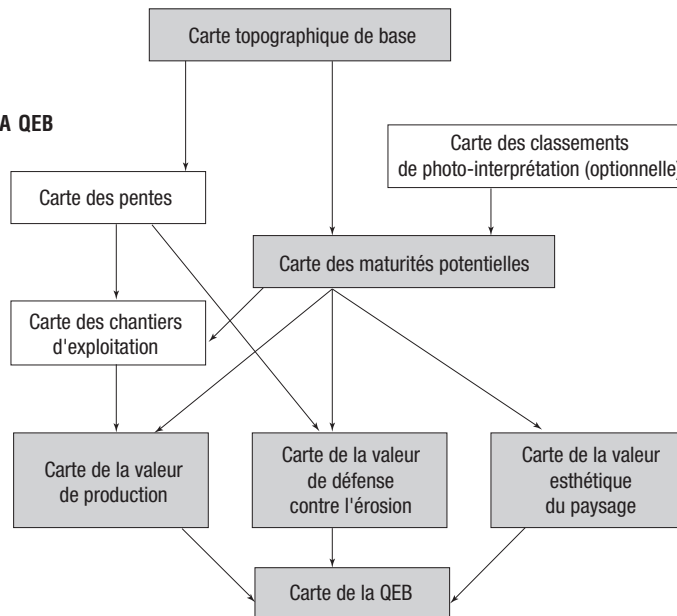 Carte topographique de base
A QEB
Carte des classements
de photo-interprétation (optionnelle)
Carte des pentes
Carte des maturités potentielles
Carte des chantiers
d'exploitation
Carte de la valeur
de production
Carte de la valeur
de défense
contre l'érosion
Carte de la valeur
esthétique
du paysage
Carte de la QEB